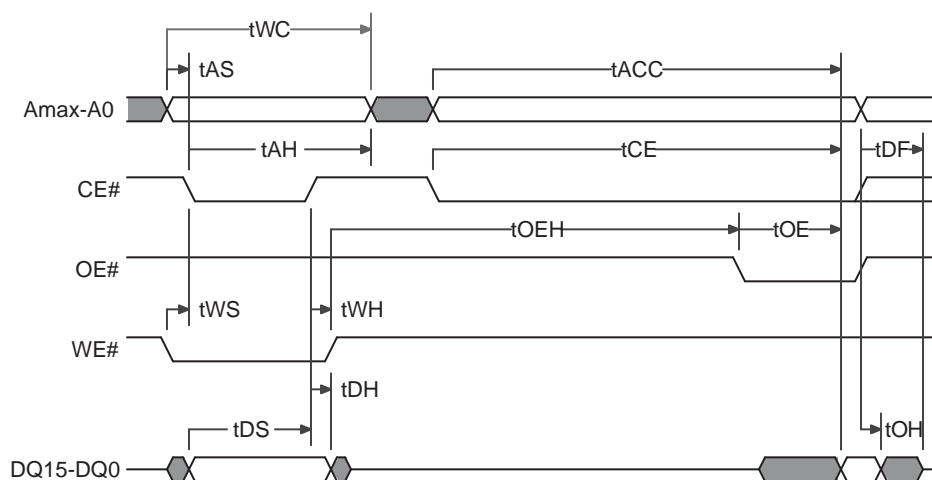 tWC
tAS
tACC
Amax-A0
tAH
tCE
tDF
CE#
tOEH
tOE
OE#
tWS
tWH
WE#
tDH
tDS
tOH
DQ15-DQ0